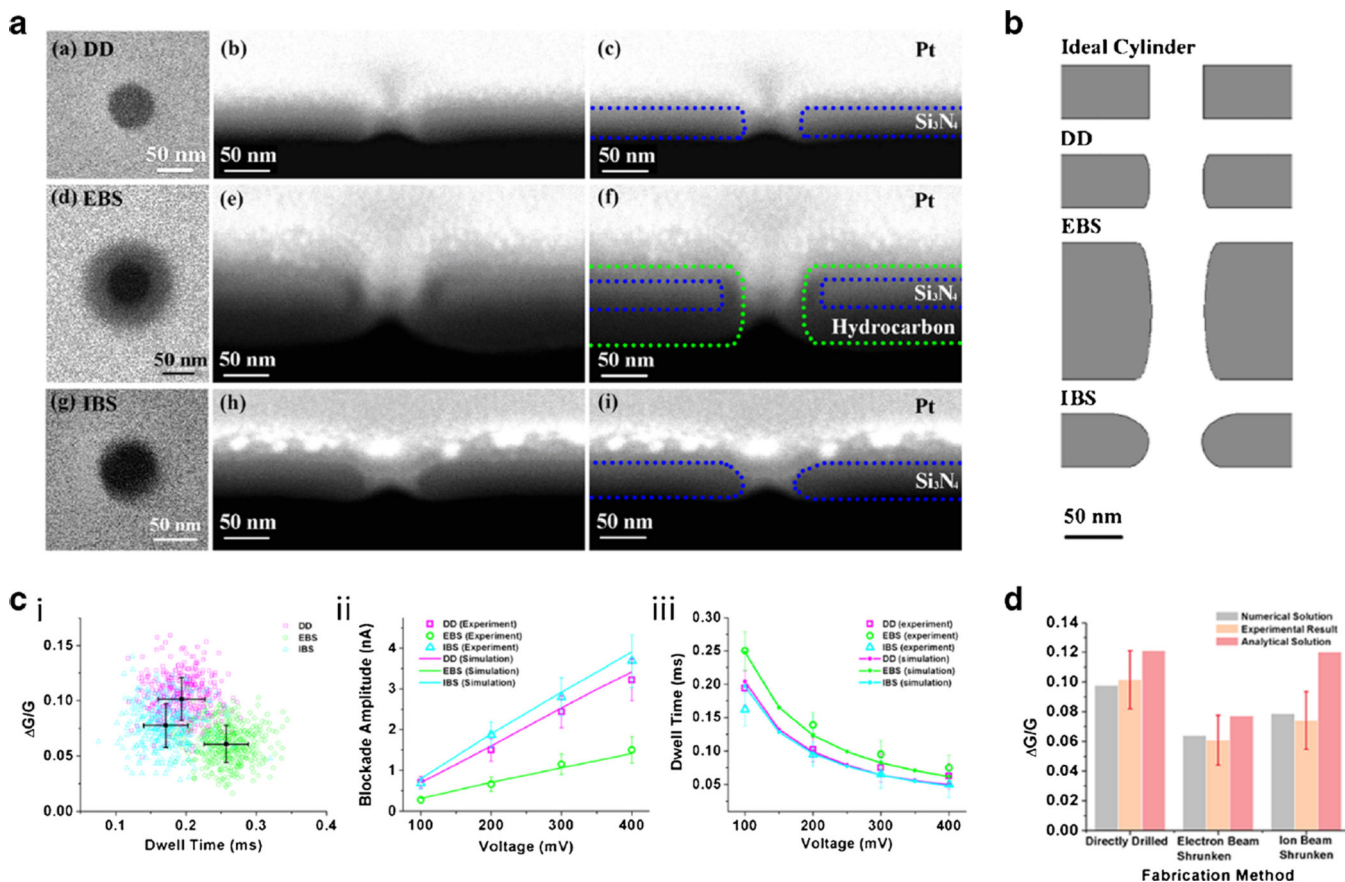 a
(a) DD
50 nm
(b)
50 nm
(c)
Pt
Si₃N₄
50 nm
(d) EBS
50 nm
(e)
50 nm
(f)
Pt
Si₃N₄
Hydrocarbon
50 nm
(g) IBS
50 nm
(h)
50 nm
(i)
Pt
Si₃N₄
50 nm
b
Ideal Cylinder
DD
EBS
IBS
50 nm
c
i
ΔG/G
0.15
0.10
0.05
0.00
DD
EBS
IBS
0.1 0.2 0.3 0.4
Dwell Time (ms)
ii
Blockade Amplitude (nA)
4
3
2
1
0
DD (Experiment)
EBS (Experiment)
IBS (Experiment)
DD (Simulation)
EBS (Simulation)
IBS (Simulation)
100 200 300 400
Voltage (mV)
iii
Dwell Time (ms)
0.30
0.25
0.20
0.15
0.10
0.05
DD (experiment)
EBS (experiment)
IBS (experiment)
DD (simulation)
EBS (simulation)
IBS (simulation)
100 200 300 400
Voltage (mV)
d
ΔG/G
0.14
0.12
0.10
0.08
0.06
0.04
0.02
0.00
Numerical Solution
Experimental Result
Analytical Solution
Directly Drilled
Electron Beam
Shrunken
Ion Beam
Shrunken
Fabrication Method